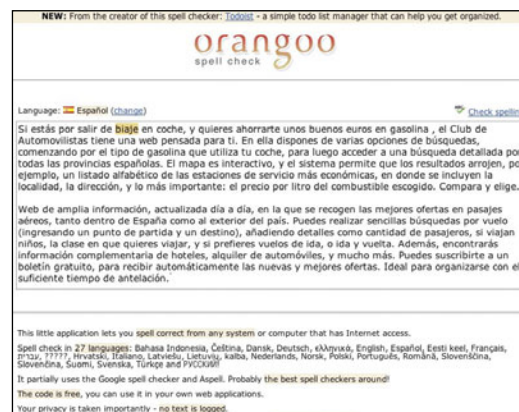 NEW: From the creator of this spell checker: Todoist - a simple todo list manager that can help you get organized.
orangoo
spell check
Language: Español (change)
Check spellin
Si estás por salir de biaje en coche, y quieres ahorrarte unos buenos euros en gasolina , el Club de
Automovilistas tiene una web pensada para ti. En ella dispones de varias opciones de búsquedas,
comenzando por el tipo de gasolina que utiliza tu coche, para luego acceder a una búsqueda detallada por
todas las provincias españolas. El mapa es interactivo, y el sistema permite que los resultados arrojen, po
ejemplo, un listado alfabético de las estaciones de servicio más económicas, en donde se incluyen la
localidad, la dirección, y lo más importante: el precio por litro del combustible escogido. Compara y elige.
Web de amplia información, actualizada día a día, en la que se recogen las mejores ofertas en pasajes
aéreos, tanto dentro de España como al exterior del país. Puedes realizar sencillas búsquedas por vuelo
(ingresando un punto de partida y un destino), añadiendo detalles como cantidad de pasajeros, si viajan
niños, la clase en que quieres viajar, y si prefieres vuelos de ida, o ida y vuelta. Además, encontrarás
información complementaria de hoteles, alquiler de automóviles, y mucho más. Puedes suscribirte a un
boletín gratuito, para recibir automáticamente las nuevas y mejores ofertas. Ideal para organizarse con el
suficiente tiempo de antelación.
This little application lets you spell correct from any system or computer that has Internet access.
Spell check in 27 languages: Bahasa Indonesia, Čeština, Dansk, Deutsch, ελληνικά, English, Español, Eesti keel, Français,
עברית, ?????, Hrvatski, Italiano, Latviešu, Lietuvių, kalba, Nederlands, Norsk, Polski, Português, Română, Slovenščina,
Slovenčina, Suomi, Svenska, Türkçe and РУССКИЙ!
It partially uses the Google spell checker and Aspell. Probably the best spell checkers around!
The code is free, you can use it in your own web applications.
Your privacy is taken importantly - no text is logged.